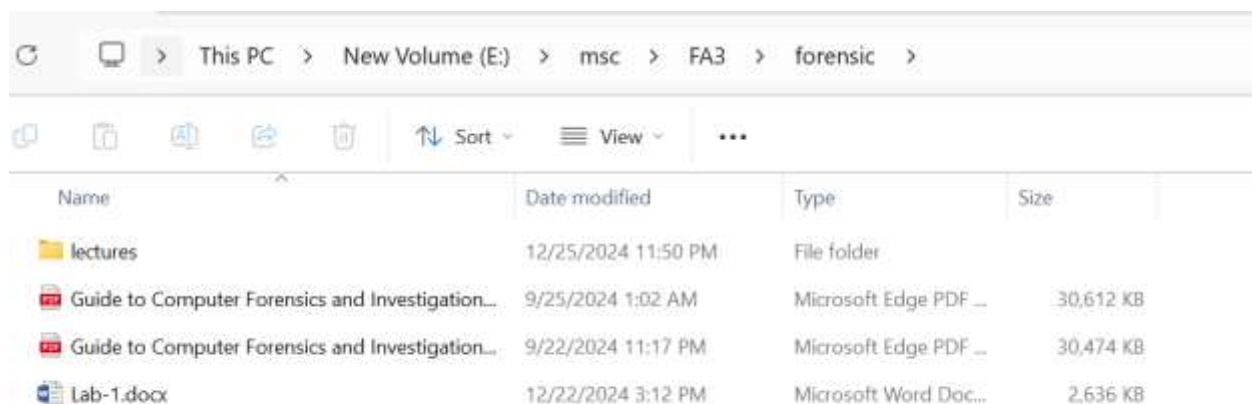 This PC > New Volume (E:) > msc > FA3 > forensic >
Sort View
Name Date modified Type Size
lectures 12/25/2024 11:50 PM File folder
Guide to Computer Forensics and Investigation... 9/25/2024 1:02 AM Microsoft Edge PDF ... 30,612 KB
Guide to Computer Forensics and Investigation... 9/22/2024 11:17 PM Microsoft Edge PDF ... 30,474 KB
Lab-1.docx 12/22/2024 3:12 PM Microsoft Word Doc... 2,636 KB